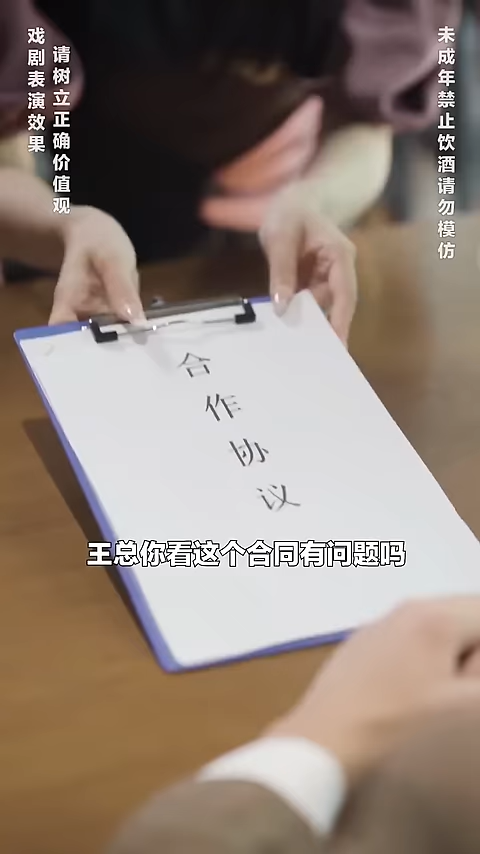 戏剧表演效果
请树立正确价值观
未成年禁止饮酒请勿模仿
合作协议
王总你看这个合同有问题吗